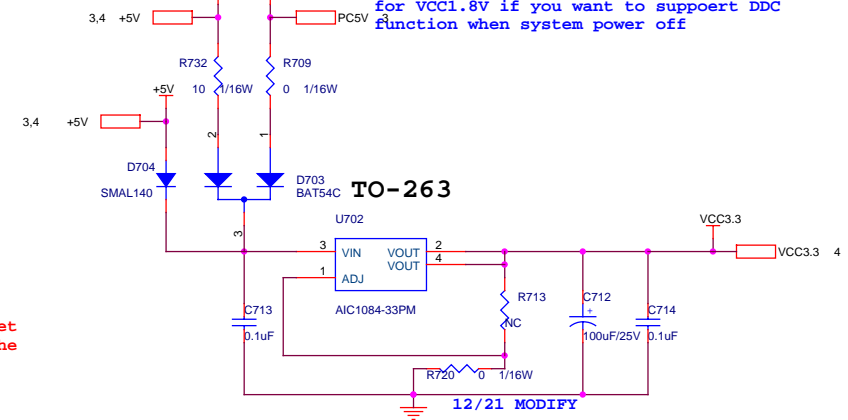 for VCC1.8V if you want to suppoert DDC
3,4 +5V
PC5V 3
function when system power off
R732
R709
+5V
10 1/16W
0 1/16W
3,4 +5V
2
1
D704
SMAL140
D703
BAT54C
TO-263
3
U702
VCC3.3
3 VIN VOUT 2
VOUT 4
1 ADJ
VCC3.3 4
AIC1084-33PM
R713
NC
C713
0.1uF
C712
+
100uF/25V
C714
0.1uF
R720 0 1/16W
12/21 MODIFY